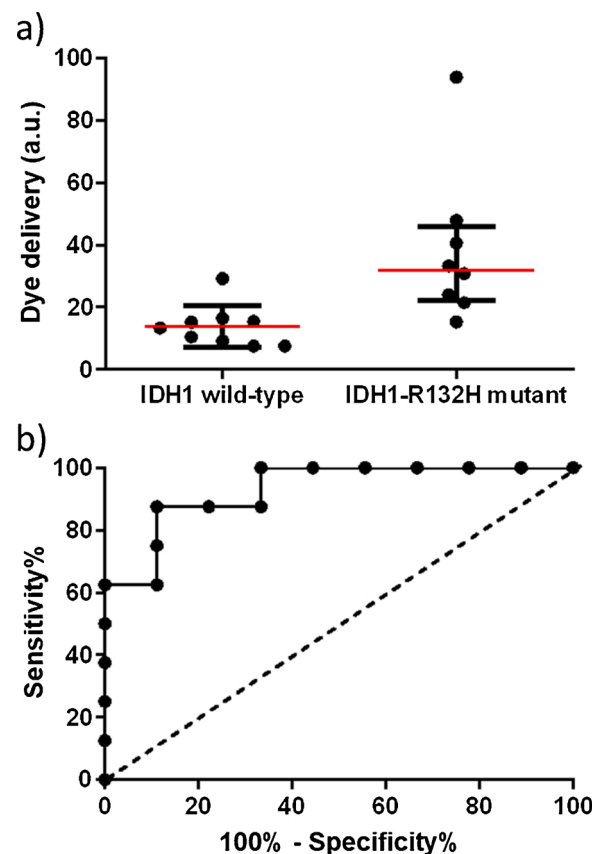 a)
Dye delivery (a.u.)
100
80
60
40
20
0
IDH1 wild-type IDH1-R132H mutant
b)
Sensitivity%
100
80
60
40
20
0
0 20 40 60 80 100
100% - Specificity%